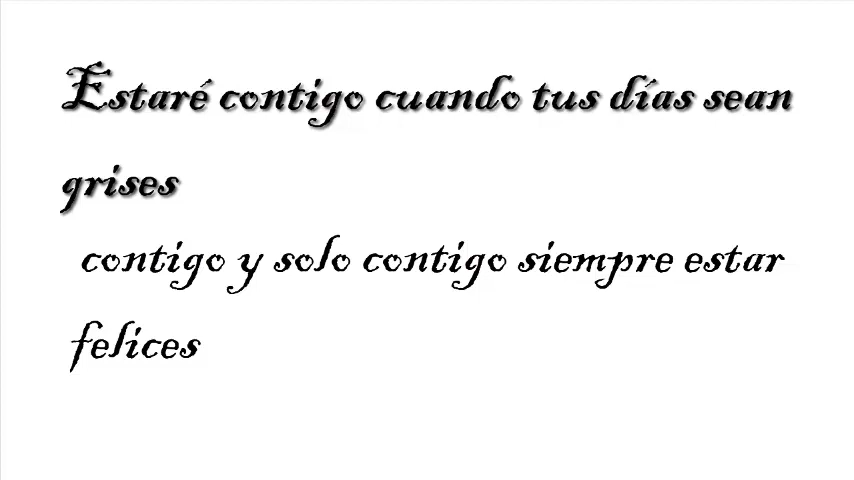 Estaré contigo cuando tus días sean
grises
contigo y solo contigo siempre estar
felices